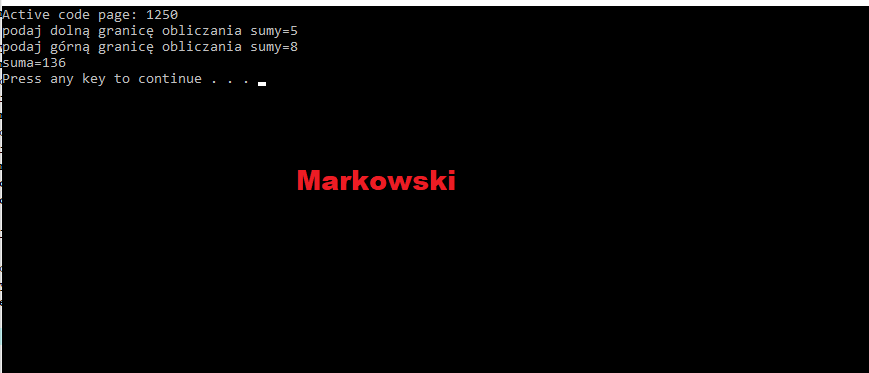 Active code page: 1250
podaj dolną granicę obliczania sumy=5
podaj górną granicę obliczania sumy=8
suma=136
Press any key to continue . . .
Markowski